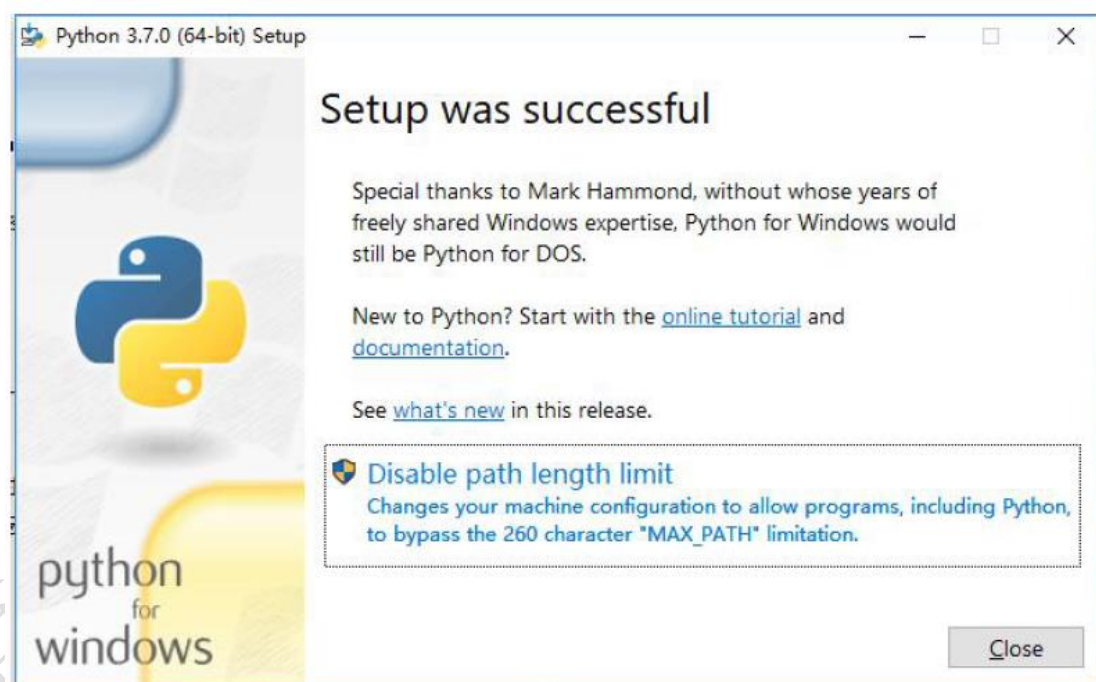 Python 3.7.0 (64-bit) Setup
Setup was successful
Special thanks to Mark Hammond, without whose years of
freely shared Windows expertise, Python for Windows would
still be Python for DOS.
New to Python? Start with the online tutorial and
documentation.
See what's new in this release.
Disable path length limit
Changes your machine configuration to allow programs, including Python,
to bypass the 260 character "MAX_PATH" limitation.
python
for
windows
Close